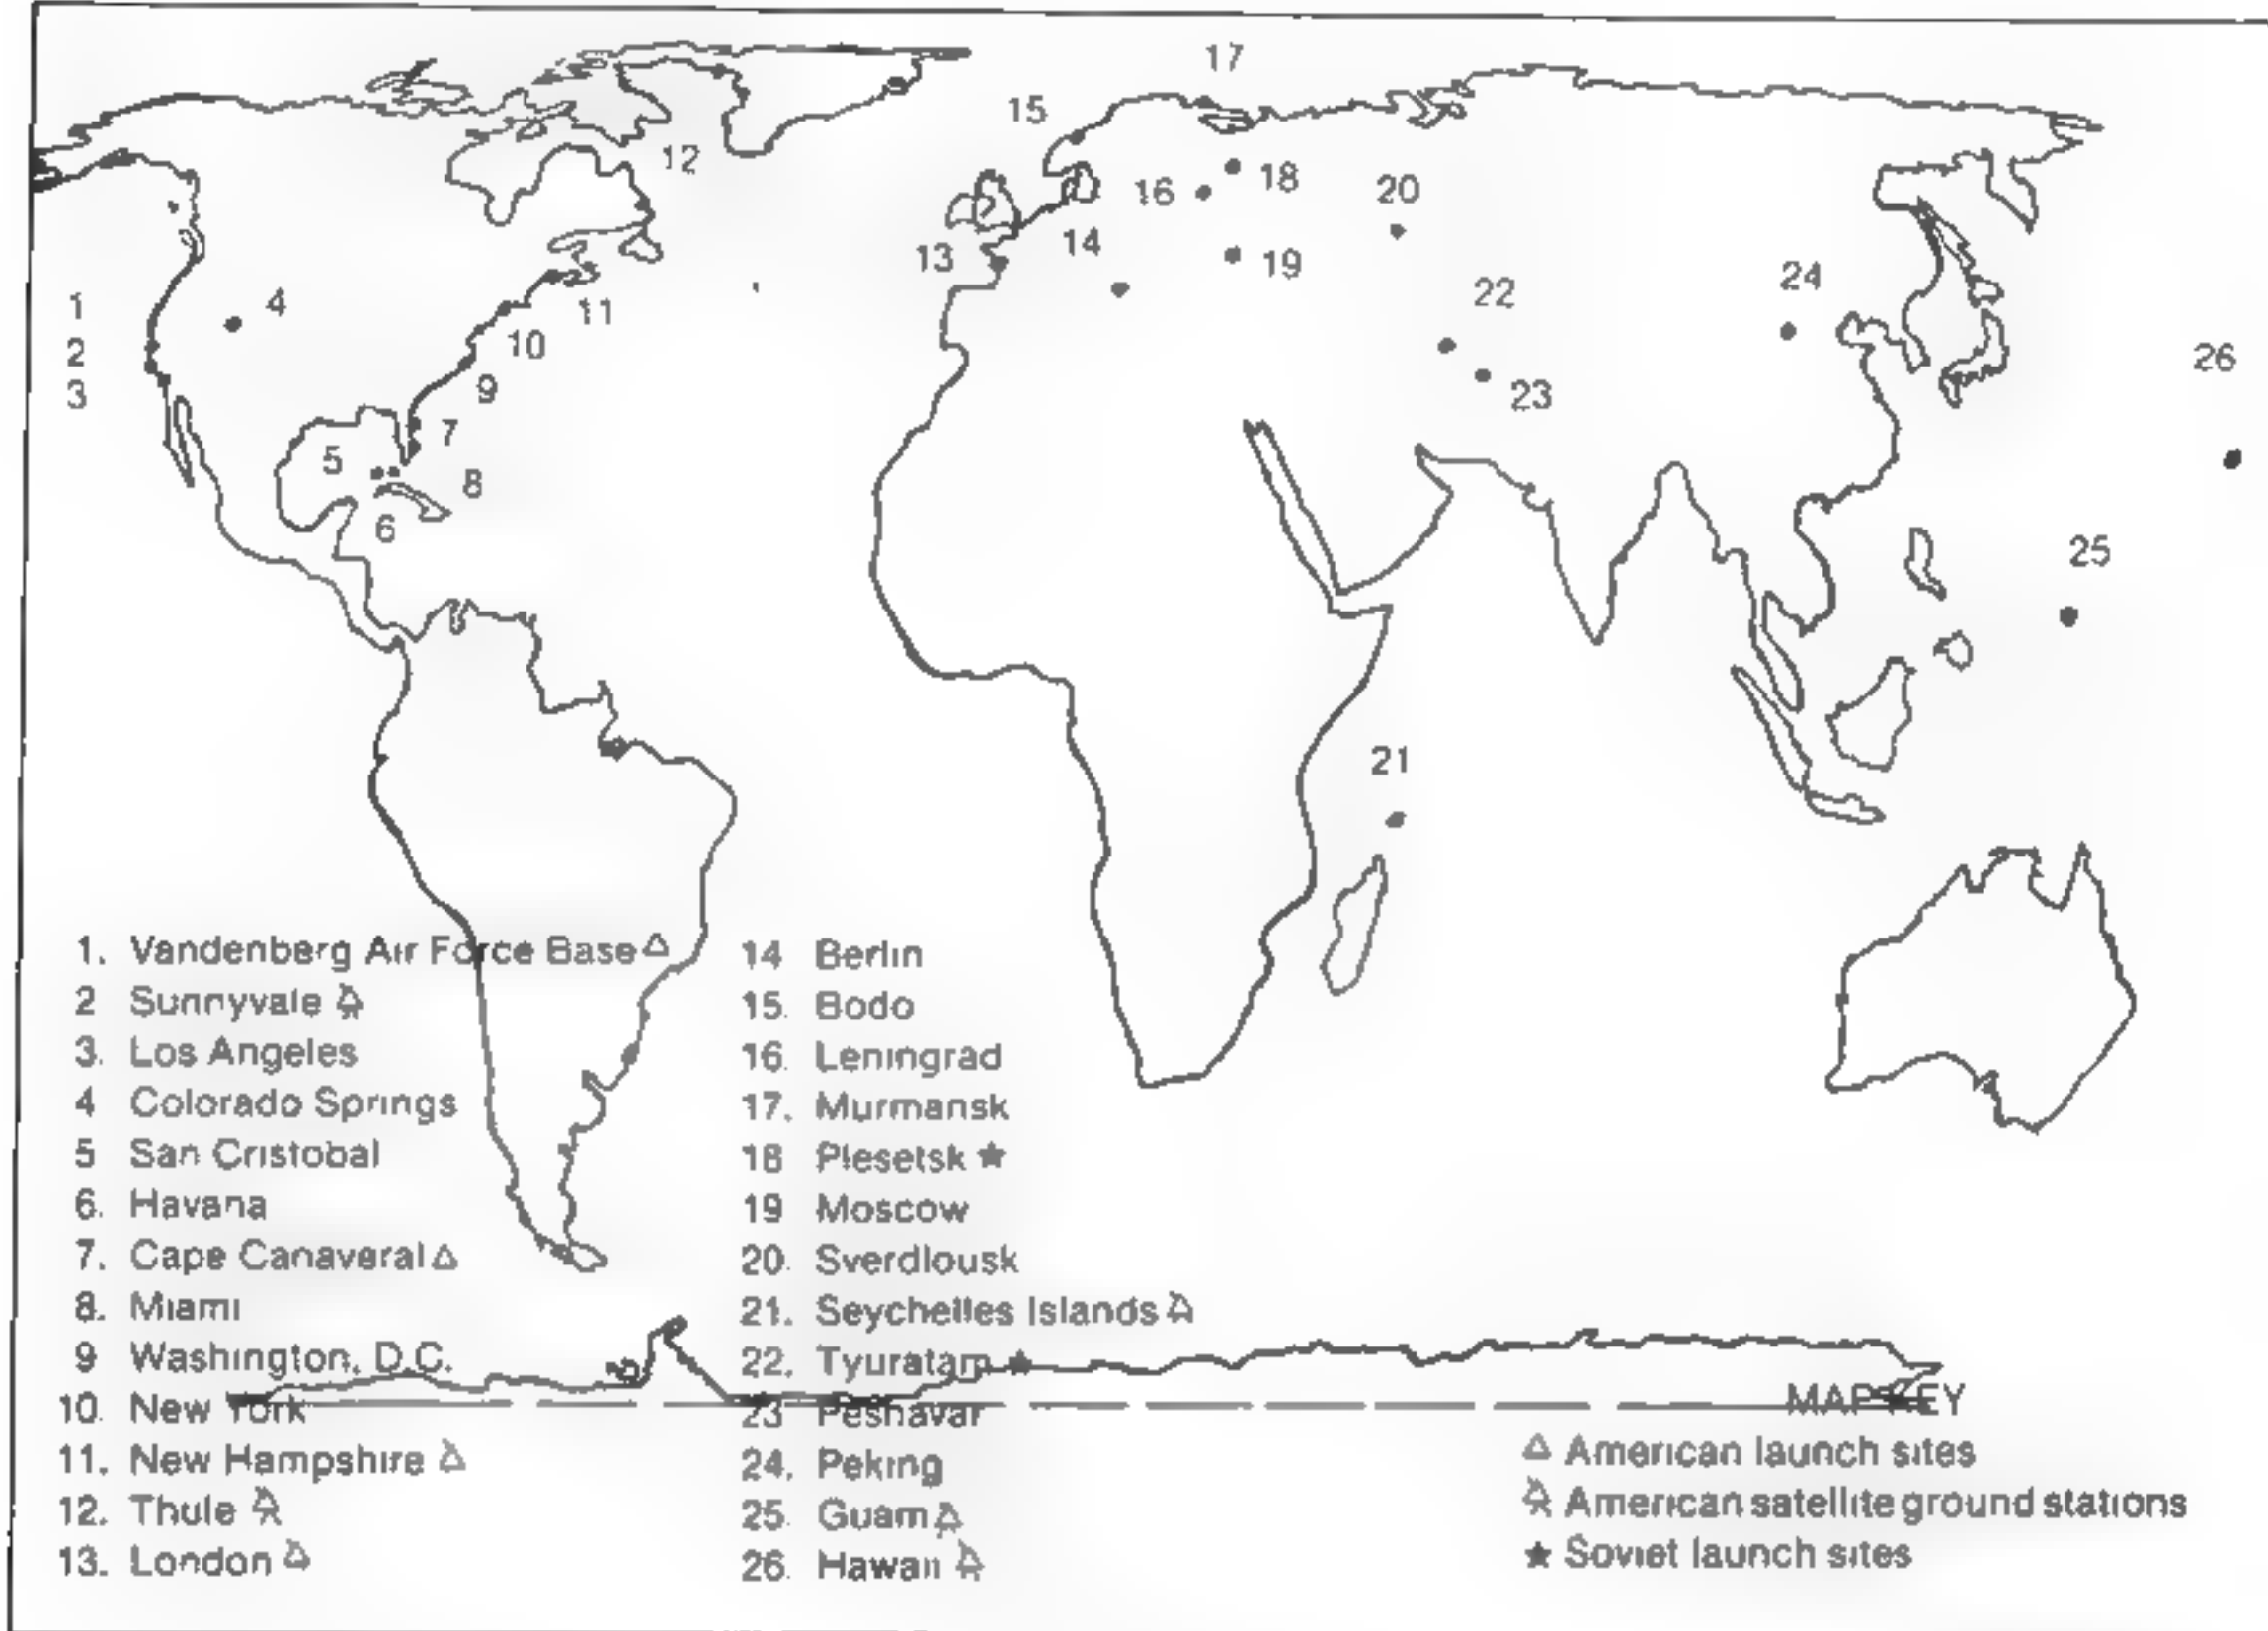 17
15
12
18
16
20
13
14
19
1
4
11
22
24
2
10
26
3
9
23
7
5
8
6
25
21
1. Vandenberg Air Force Base
2 Sunnyvale
3. Los Angeles
4 Colorado Springs
5 San Cristobal
6. Havana
7. Cape Canaveral
8. Miami
9 Washington, D.C.
10. New York
11. New Hampshire
12. Thule
13. London
14 Berlin
15. Bodo
16. Leningrad
17. Murmansk
18 Plesetsk ★
19 Moscow
20. Sverdlousk
21. Seychelles Islands
22. Tyuratam ★
23 Peshavar
24. Peking
25. Guam
26. Hawaii
MAPS KEY
△ American launch sites
American satellite ground stations
★ Soviet launch sites